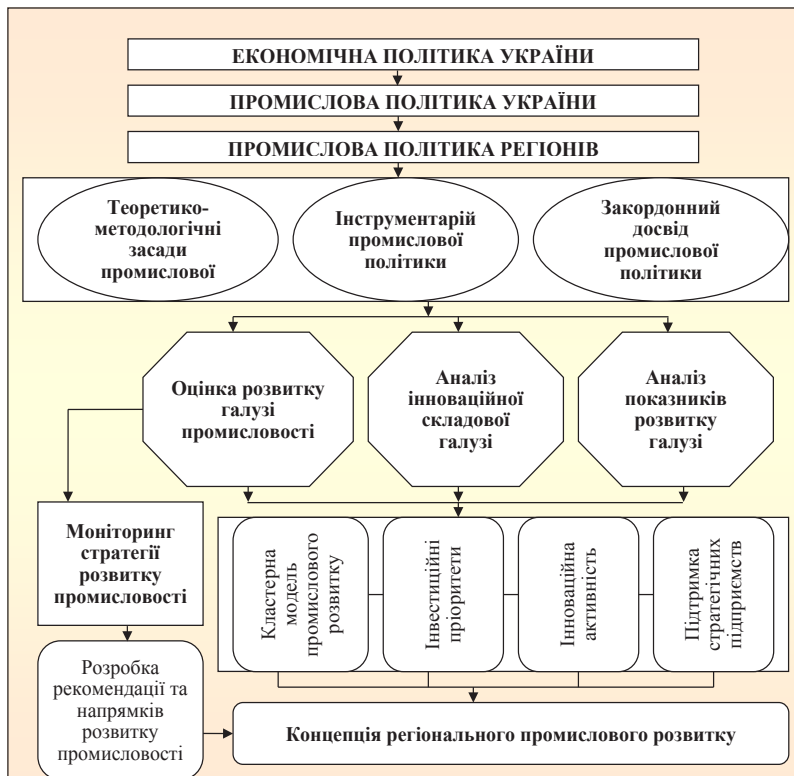 ЕКОНОМІЧНА ПОЛІТИКА УКРАЇНИ
ПРОМИСЛОВА ПОЛІТИКА УКРАЇНИ
ПРОМИСЛОВА ПОЛІТИКА РЕГІОНІВ
Теоретико-
методологічні
засади
промислової
Інструментарій
промислової
політики
Закордонний
досвід
промислової
політики
Оцінка розвитку
галузі
промисловості
Аналіз
інноваційної
складової
галузі
Аналіз
показників
розвитку
галузі
Моніторинг
стратегії
розвитку
промисловості
Кластерна
модель
промислового
розвитку
Інвестиційні
пріоритети
Інноваційна
активність
Підтримка
стратегічних
підприємств
Розробка
рекомендації та
напрямків
розвитку
промисловості
Концепція регіонального промислового розвитку